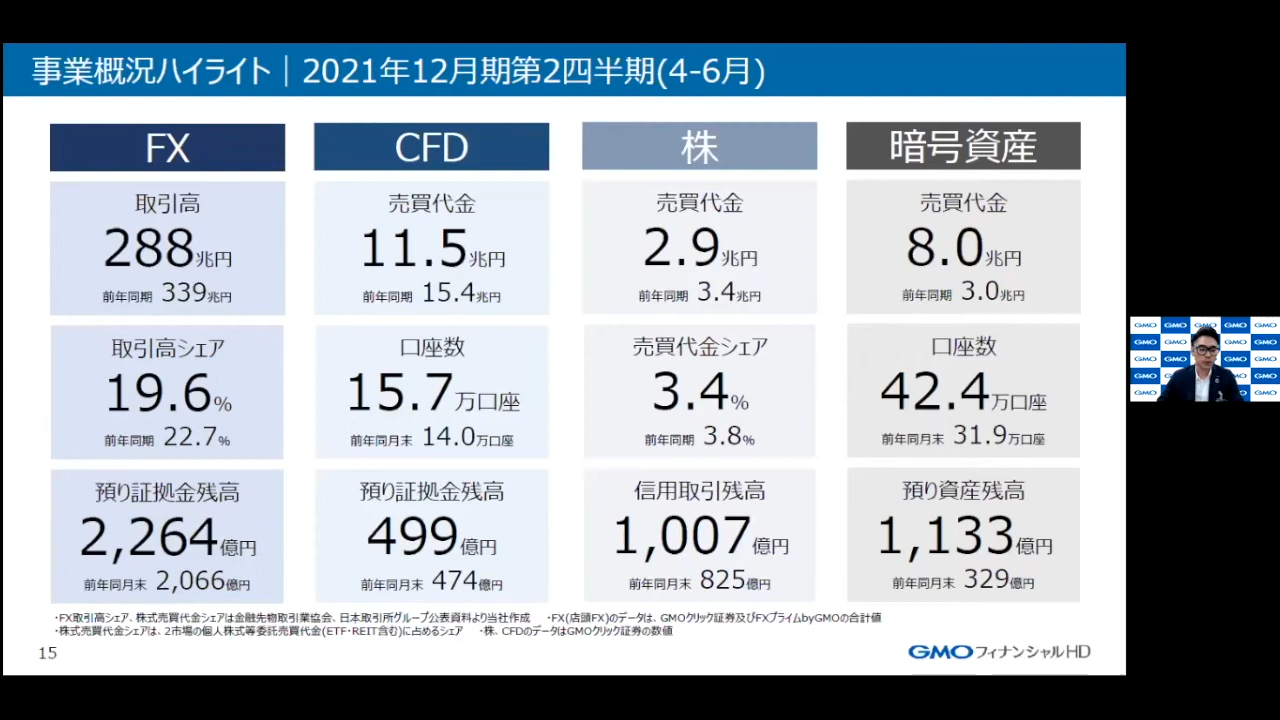 事業概況ハイライト｜2021年12月期第2四半期(4-6月)
FX
取引高
288兆円
前年同期 339兆円
取引高シェア
19.6%
前年同期 22.7%
預り証拠金残高
2,264億円
前年同月末 2,066億円
CFD
売買代金
11.5兆円
前年同期 15.4兆円
口座数
15.7万口座
前年同月末 14.0万口座
預り証拠金残高
499億円
前年同月末 474億円
株
売買代金
2.9兆円
前年同期 3.4兆円
売買代金シェア
3.4%
前年同期 3.8%
信用取引残高
1,007億円
前年同月末 825億円
暗号資産
売買代金
8.0兆円
前年同期 3.0兆円
口座数
42.4万口座
前年同月末 31.9万口座
預り資産残高
1,133億円
前年同月末 329億円
・FX取引高シェア、株式売買代金シェアは金融先物取引業協会、日本取引所グループ公表資料より当社作成　・FX(店頭FX)のデータは、GMOクリック証券及びFXプライムbyGMOの合計値
・株式売買代金シェアは、2市場の個人株式等委託売買代金(ETF・REIT含む)に占めるシェア　・株、CFDのデータはGMOクリック証券の数値
15
GMOフィナンシャルHD
GMO GMO GMO GMO GMO
GMO GMO GMO GMO
GMO GMO GMO GMO
GMO GMO GMO GMO
GMO GMO